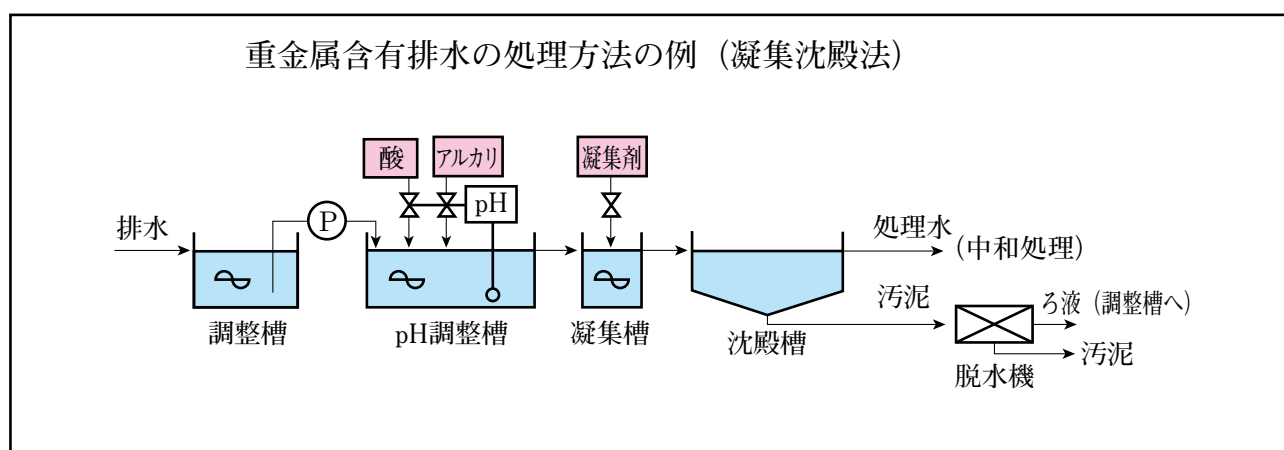 重金属含有排水の処理方法の例（凝集沈殿法）
酸
アルカリ
凝集剤
pH
P
排水
処理水
(中和処理)
汚泥
ろ液（調整槽へ）
調整槽
pH調整槽
凝集槽
沈殿槽
汚泥
脱水機